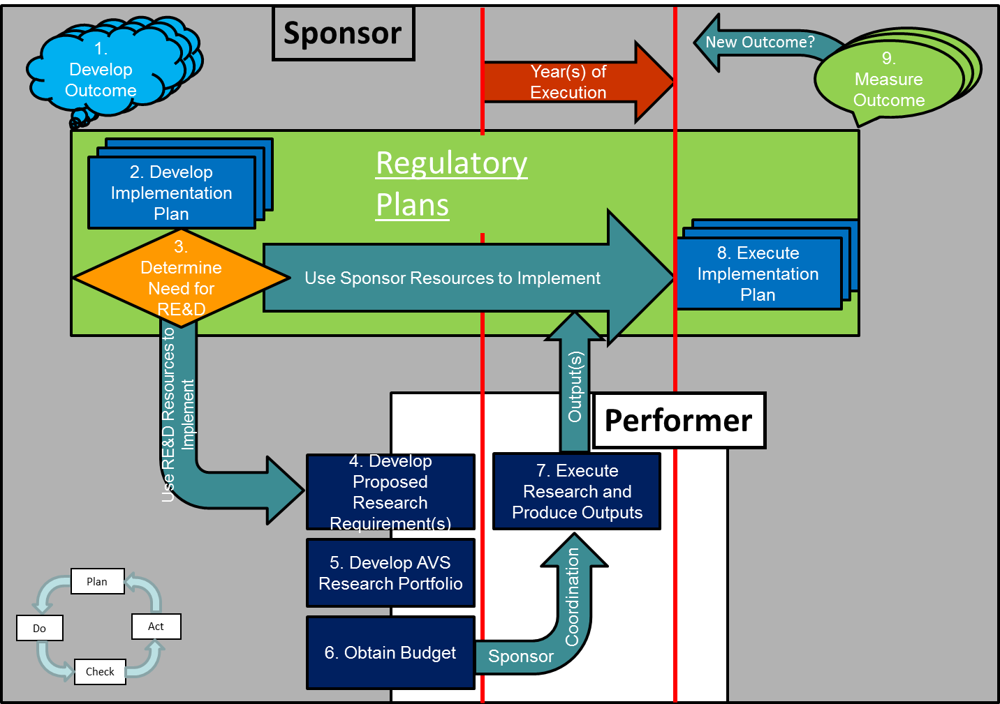 Sponsor
1.
Develop
Outcome
Year(s) of
Execution
New Outcome?
9.
Measure
Outcome
2. Develop
Implementation
Plan
Regulatory
Plans
3.
Determine
Need for
RE&D
Use Sponsor Resources to Implement
8. Execute
Implementation
Plan
Use RE&D Resources to
Implement
Output(s)
Performer
4. Develop
Proposed
Research
Requirement(s)
7. Execute
Research and
Produce Outputs
5. Develop AVS
Research Portfolio
6. Obtain Budget
Sponsor
Coordination
Plan
Do
Act
Check